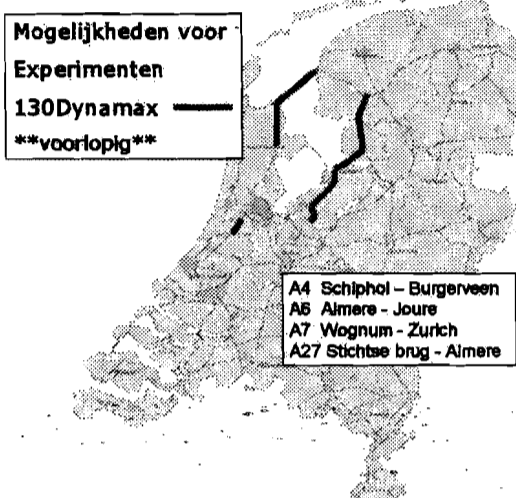 Mogelijkheden voor
Experimenten
130Dynamax
**voorlopig**
A4 Schiphol – Burgerveen
A6 Almere - Joure
A7 Wognum - Zurich
A27 Stichtse brug - Almere